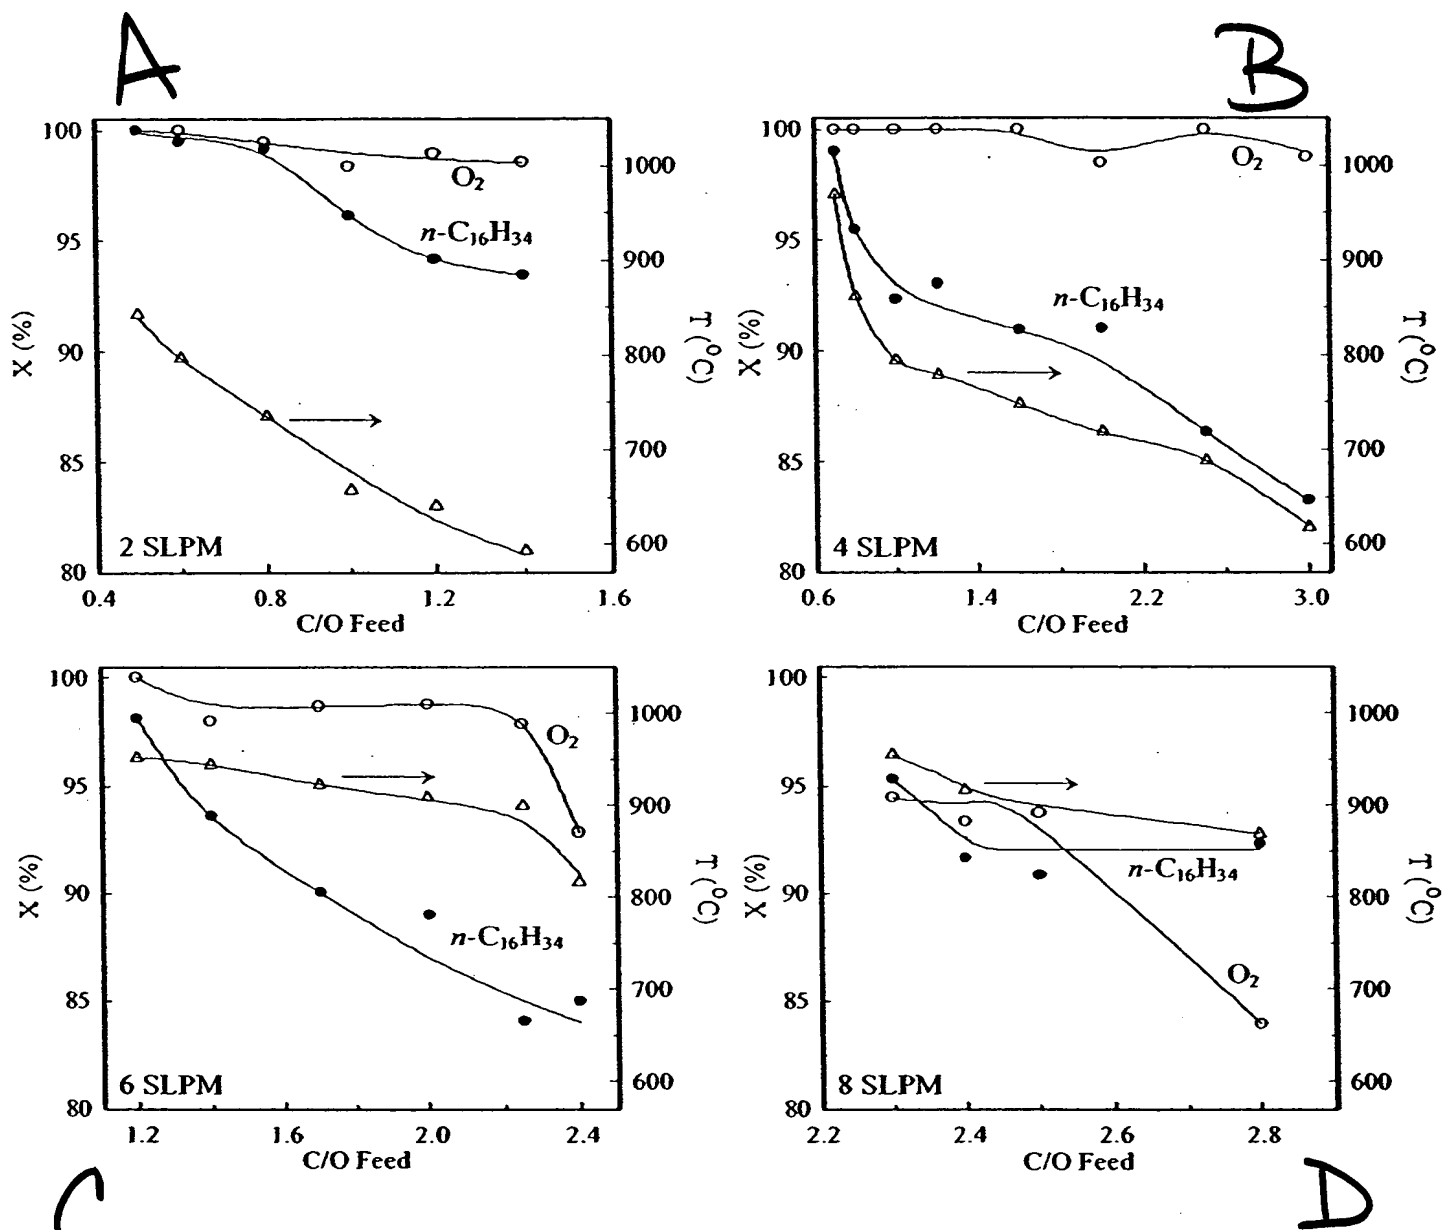 A
100
95
90
85
80
X (%)
1000
900
800
700
600
T (⁰C)
O₂
n-C₁₆H₃₄
2 SLPM
0.4 0.8 1.2 1.6
C/O Feed
B
100
95
90
85
80
X (%)
1000
900
800
700
600
T (⁰C)
O₂
n-C₁₆H₃₄
4 SLPM
0.6 1.4 2.2 3.0
C/O Feed
100
95
90
85
80
X (%)
1000
900
800
700
600
T (⁰C)
O₂
n-C₁₆H₃₄
6 SLPM
1.2 1.6 2.0 2.4
C/O Feed
C
100
95
90
85
80
X (%)
1000
900
800
700
600
T (⁰C)
n-C₁₆H₃₄
O₂
8 SLPM
2.2 2.4 2.6 2.8
C/O Feed
D